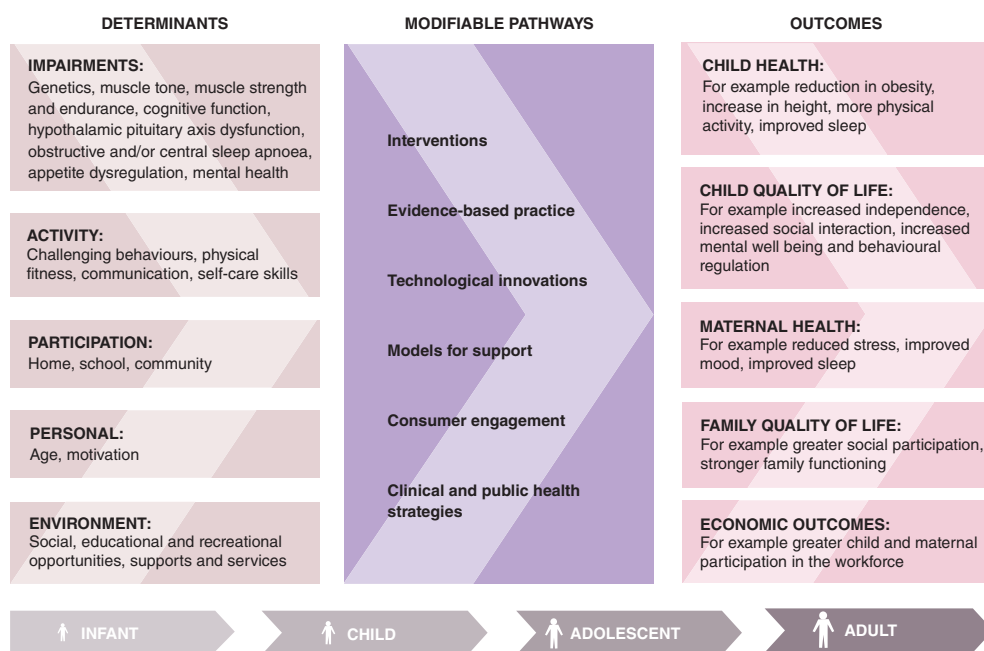 DETERMINANTS
IMPAIRMENTS:
Genetics, muscle tone, muscle strength
and endurance, cognitive function,
hypothalamic pituitary axis dysfunction,
obstructive and/or central sleep apnoea,
appetite dysregulation, mental health
ACTIVITY:
Challenging behaviours, physical
fitness, communication, self-care skills
PARTICIPATION:
Home, school, community
PERSONAL:
Age, motivation
ENVIRONMENT:
Social, educational and recreational
opportunities, supports and services
MODIFIABLE PATHWAYS
Interventions
Evidence-based practice
Technological innovations
Models for support
Consumer engagement
Clinical and public health
strategies
OUTCOMES
CHILD HEALTH:
For example reduction in obesity,
increase in height, more physical
activity, improved sleep
CHILD QUALITY OF LIFE:
For example increased independence,
increased social interaction, increased
mental well being and behavioural
regulation
MATERNAL HEALTH:
For example reduced stress, improved
mood, improved sleep
FAMILY QUALITY OF LIFE:
For example greater social participation,
stronger family functioning
ECONOMIC OUTCOMES:
For example greater child and maternal
participation in the workforce
INFANT
CHILD
ADOLESCENT
ADULT